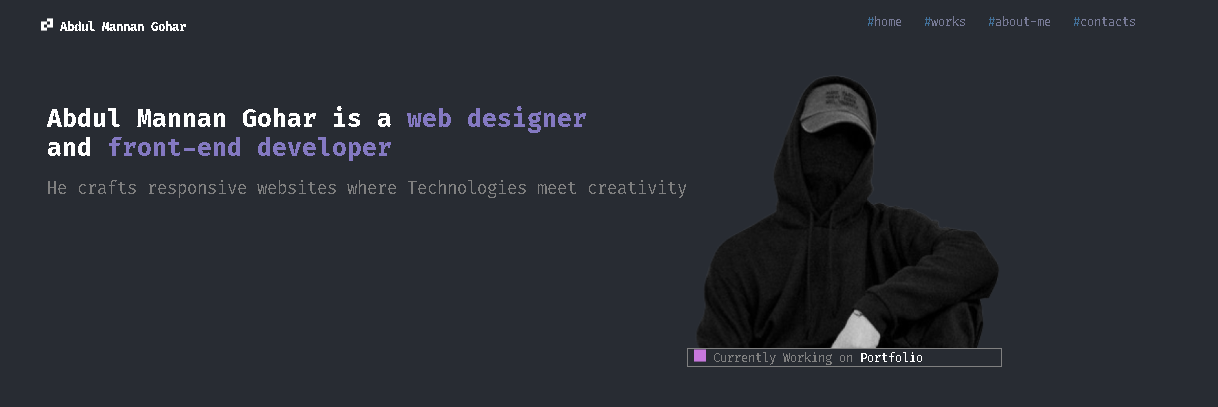 Abdul Mannan Gohar
#home #works #about-me #contacts
Abdul Mannan Gohar is a web designer
and front-end developer
He crafts responsive websites where Technologies meet creativity
Currently Working on Portfolio